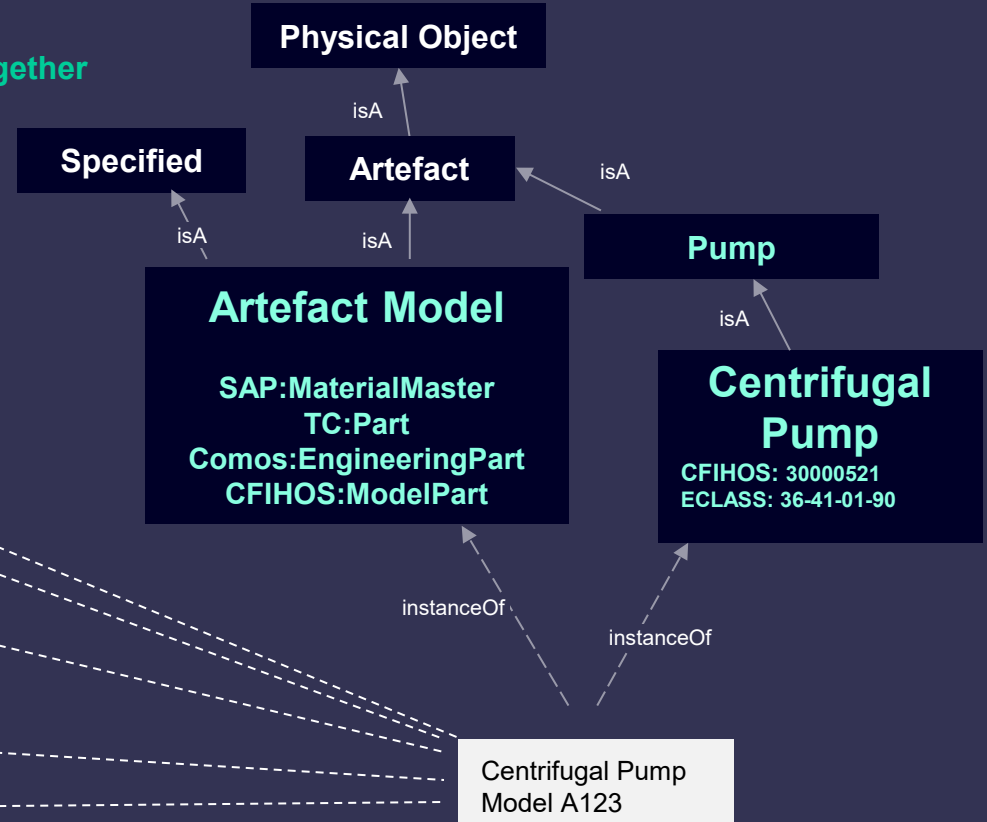 Physical Object
gether
isA
Specified
Artefact
isA
isA
isA
Pump
Artefact Model
isA
SAP:MaterialMaster
TC:Part
Comos:EngineeringPart
CFIHOS:ModelPart
Centrifugal
Pump
CFIHOS: 30000521
ECLASS: 36-41-01-90
instanceOf
instanceOf
Centrifugal Pump
Model A123